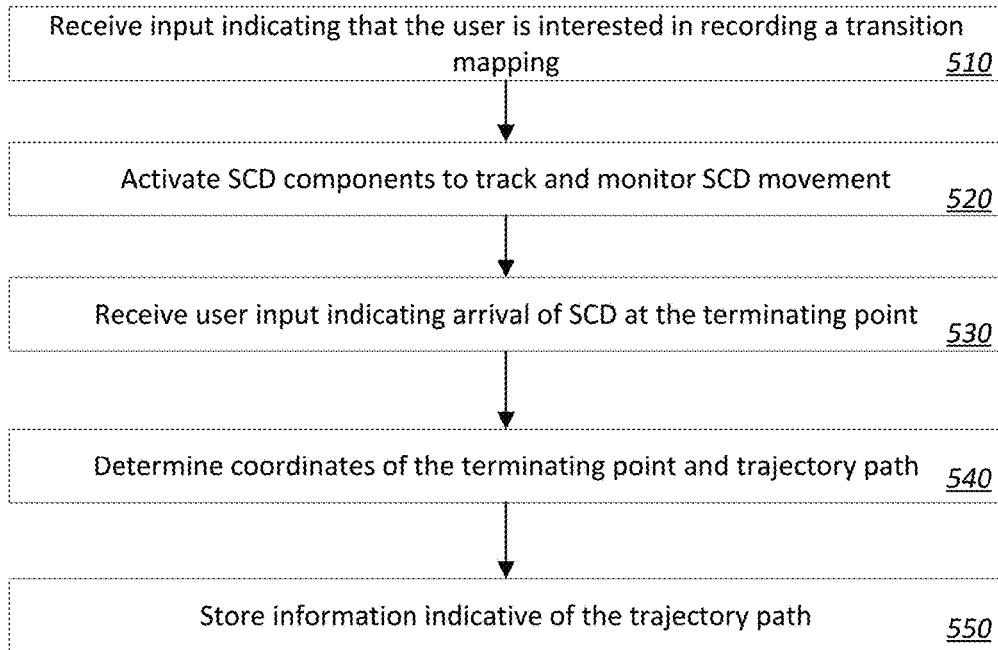 Receive input indicating that the user is interested in recording a transition
mapping
510
Activate SCD components to track and monitor SCD movement
520
Receive user input indicating arrival of SCD at the terminating point
530
Determine coordinates of the terminating point and trajectory path
540
Store information indicative of the trajectory path
550